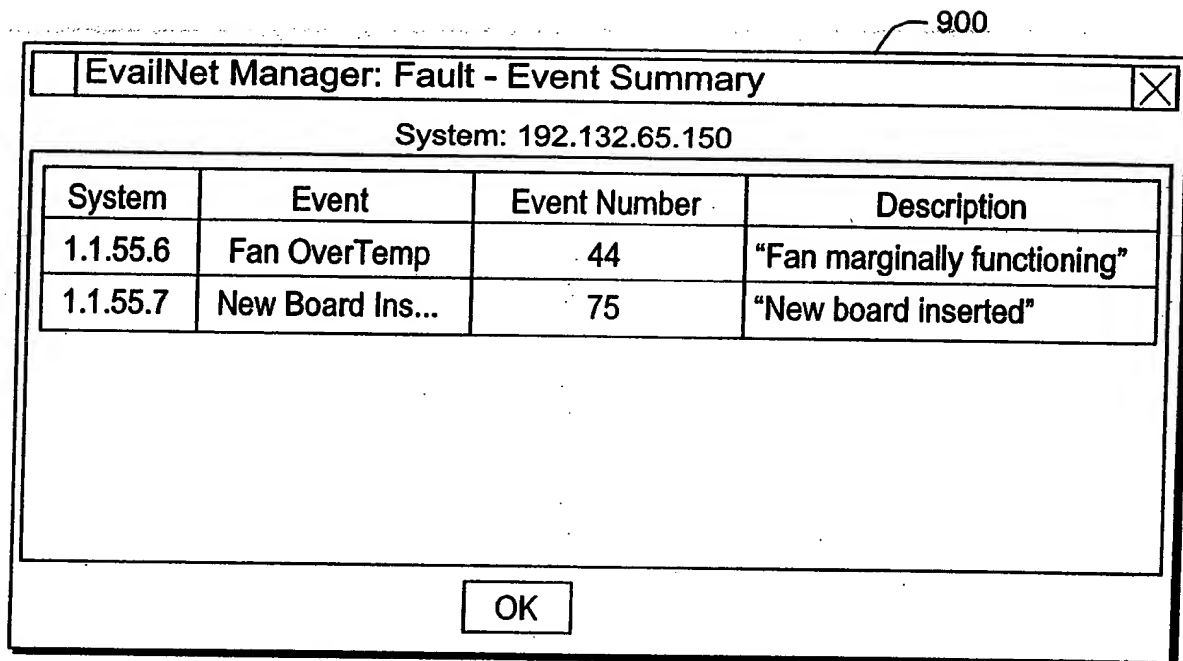 900
EvailNet Manager: Fault - Event Summary
System: 192.132.65.150
System Event Event Number Description
1.1.55.6 Fan OverTemp 44 “Fan marginally functioning”
1.1.55.7 New Board Ins... 75 “New board inserted”
OK